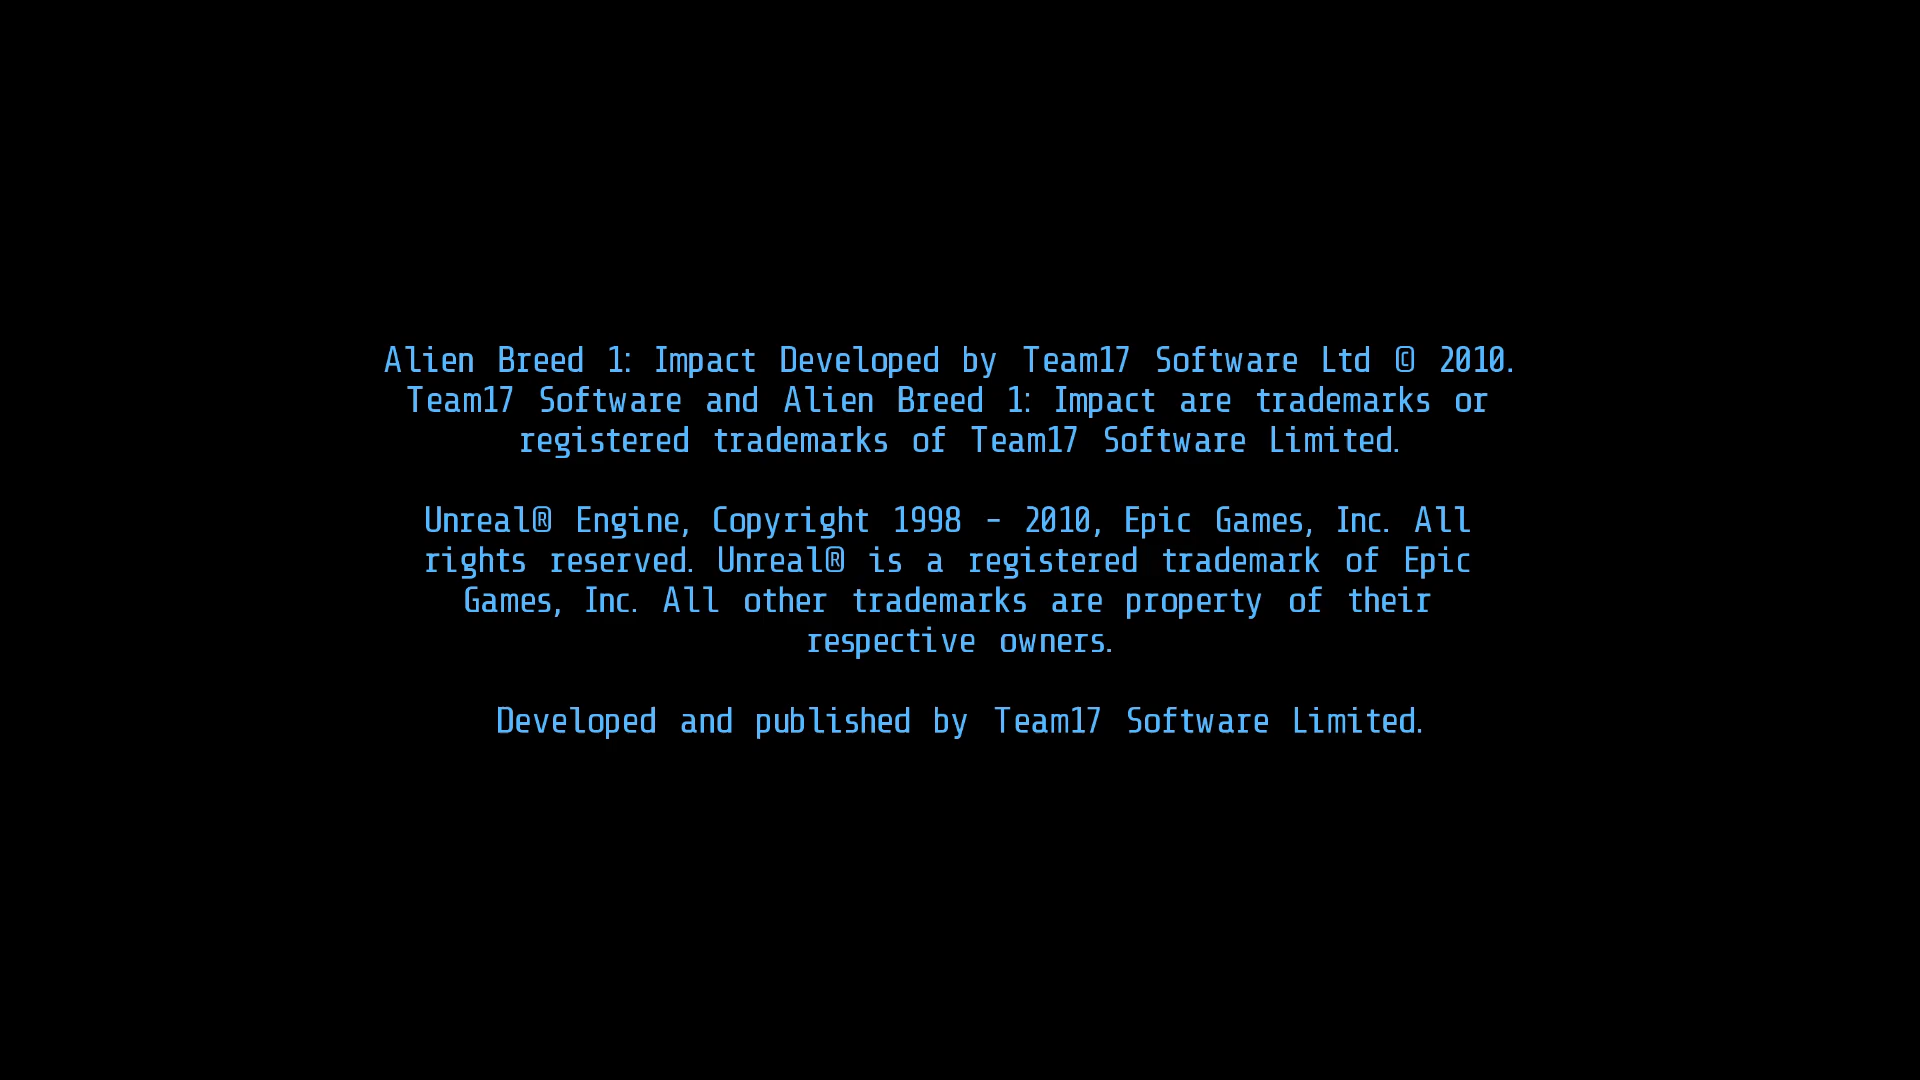 Alien Breed 1: Impact Developed by Team17 Software Ltd © 2010.
Team17 Software and Alien Breed 1: Impact are trademarks or
registered trademarks of Team17 Software Limited.
Unreal® Engine, Copyright 1998 - 2010, Epic Games, Inc. All
rights reserved. Unreal® is a registered trademark of Epic
Games, Inc. All other trademarks are property of their
respective owners.
Developed and published by Team17 Software Limited.